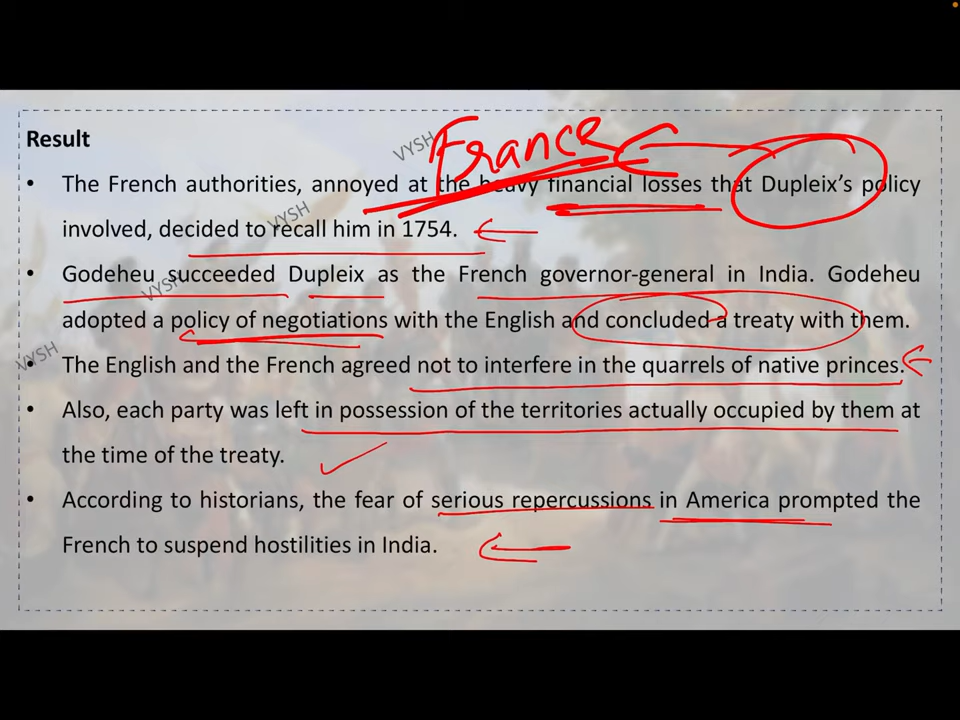 Result
France
• The French authorities, annoyed at the heavy financial losses that Dupleix's policy
involved, decided to recall him in 1754.
• Godeheu succeeded Dupleix as the French governor-general in India. Godeheu
adopted a policy of negotiations with the English and concluded a treaty with them.
• The English and the French agreed not to interfere in the quarrels of native princes.
• Also, each party was left in possession of the territories actually occupied by them at
the time of the treaty.
• According to historians, the fear of serious repercussions in America prompted the
French to suspend hostilities in India.
VYSH
VYSH
VYSH
VYSH